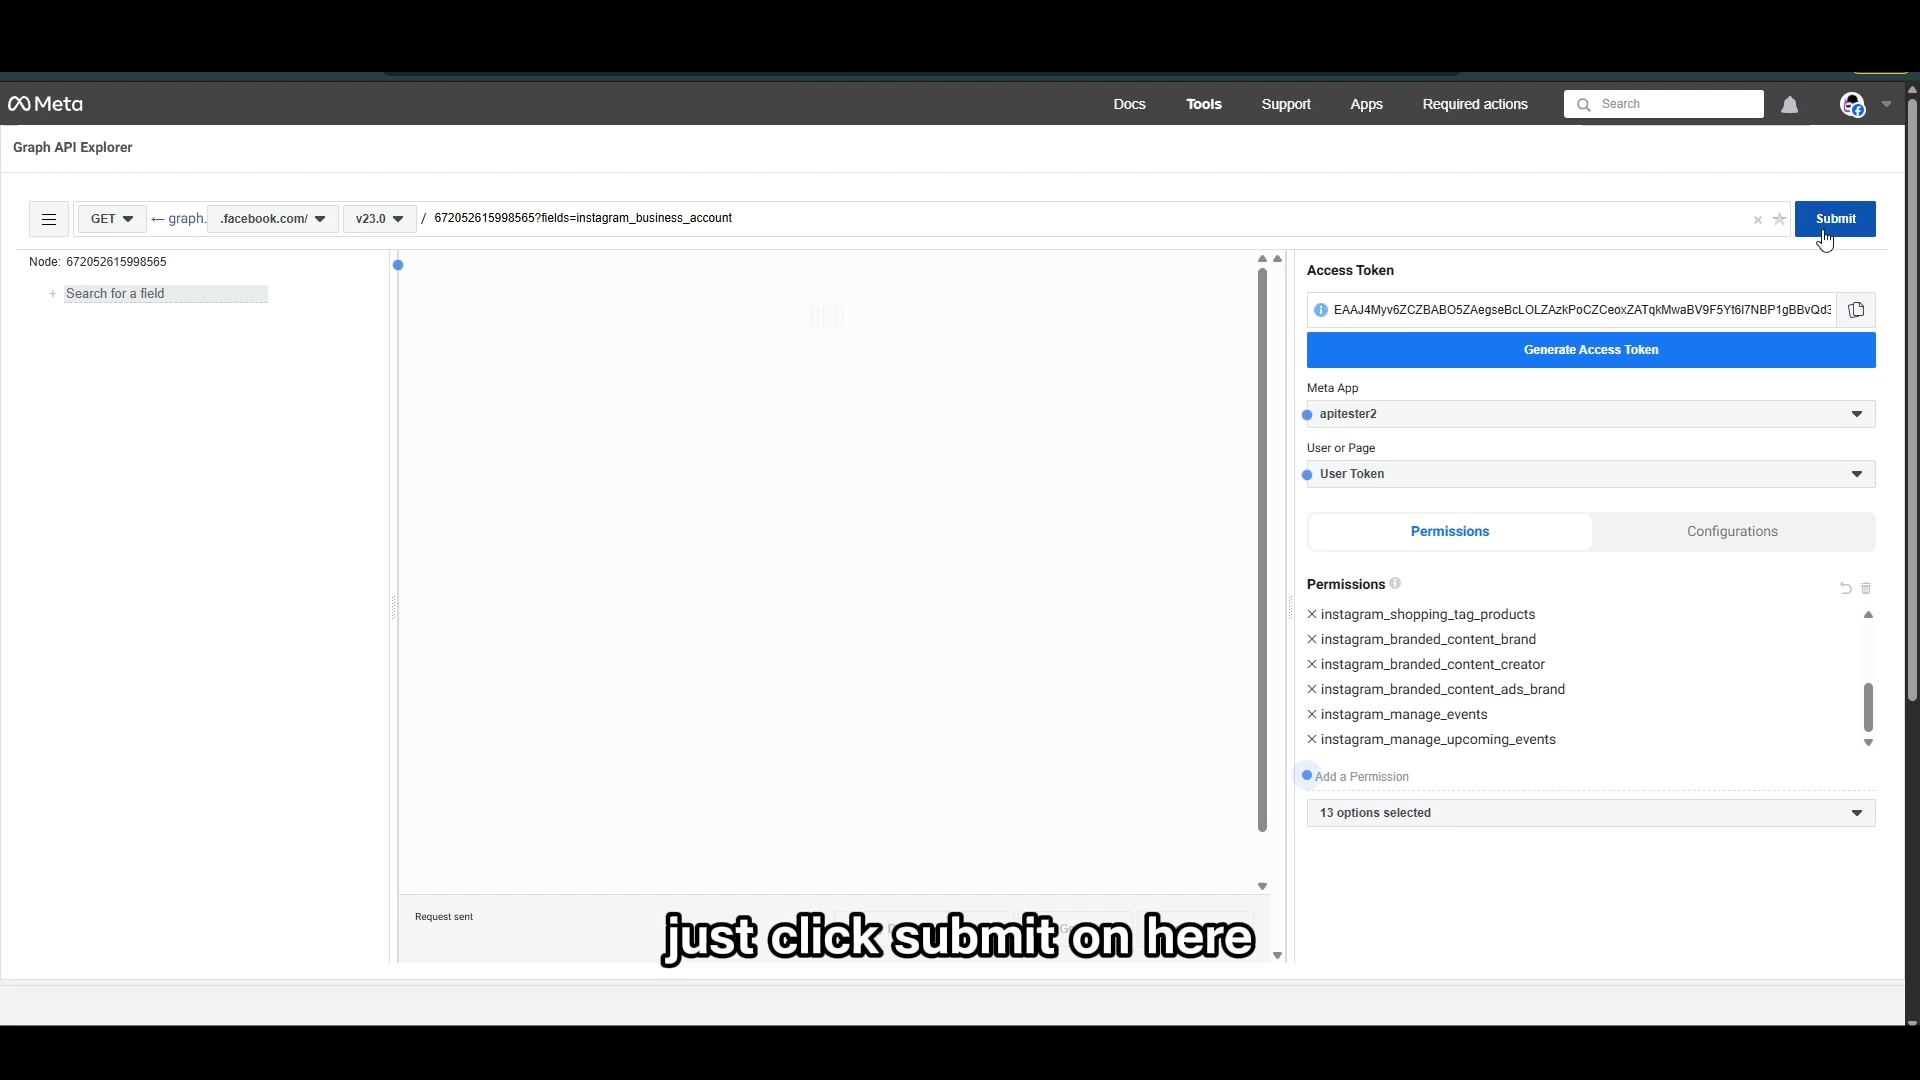 Meta
Docs
Tools
Support
Apps
Required actions
Search
Graph API Explorer
GET
← graph.
.facebook.com/
v23.0
/
672052615998565?fields=instagram_business_account
Submit
Node: 672052615998565
Search for a field
Access Token
EAAJ4Myv6ZCZBABO5ZAegseBcLOLZAzkPoCZCeoxZATqkMwaBV9F5Yt6I7NBP1gBBvQd3
Generate Access Token
Meta App
apitester2
User or Page
User Token
Permissions
Configurations
Permissions
instagram_shopping_tag_products
instagram_branded_content_brand
instagram_branded_content_creator
instagram_branded_content_ads_brand
instagram_manage_events
instagram_manage_upcoming_events
Add a Permission
13 options selected
Request sent
just click submit on here